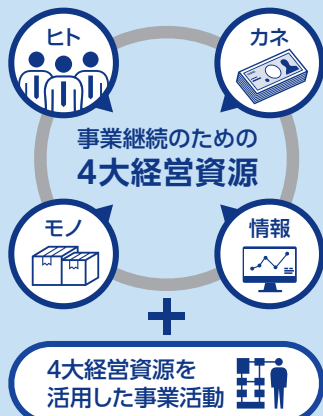 ヒト
カネ
事業継続のための
4大経営資源
モノ
情報
+
4大経営資源を
活用した事業活動